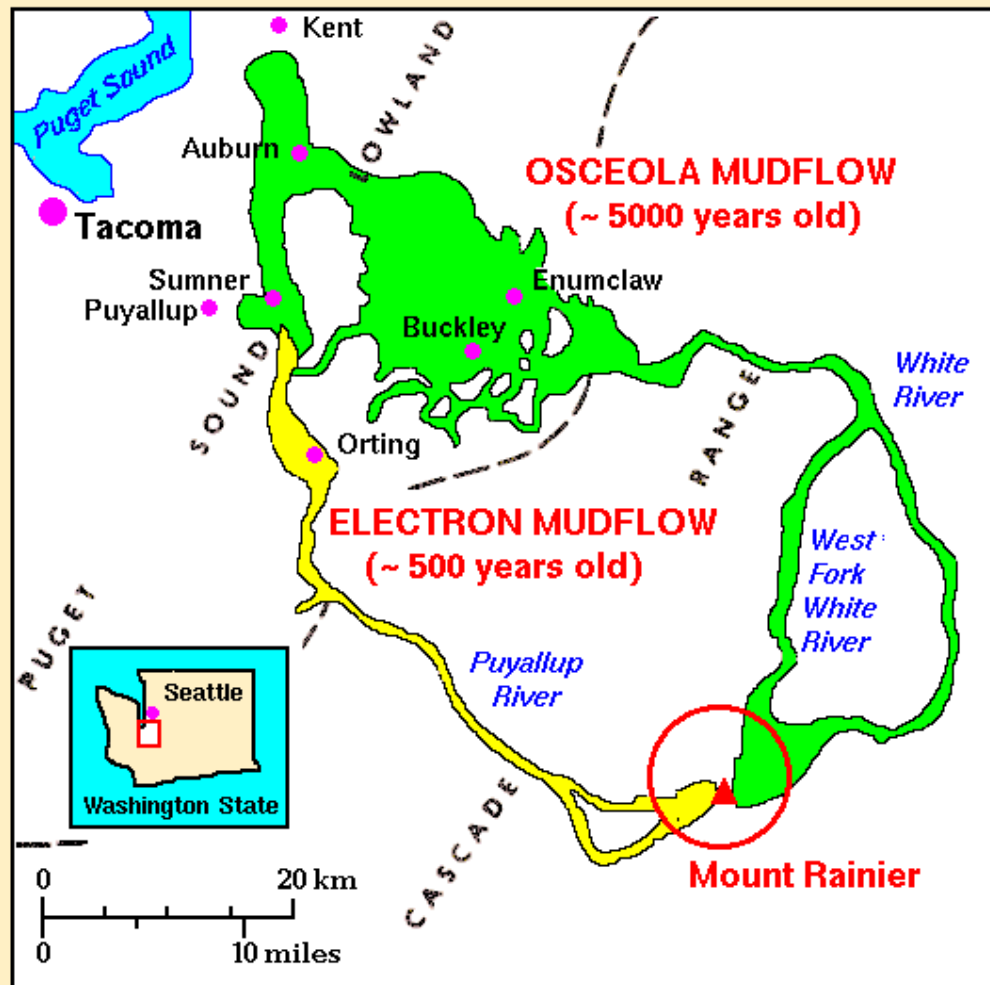 Kent
Puget Sound
LOWLAND
Auburn
OSCEOLA MUDFLOW
(~ 5000 years old)
Tacoma
Sumner
Enumclaw
Puyallup
Buckley
White
River
SOUND
RANGE
Orting
ELECTRON MUDFLOW
(~ 500 years old)
West
Fork
White
River
PUGET
Puyallup
River
Seattle
Washington State
CASCADE
Mount Rainier
0 20 km
0 10 miles